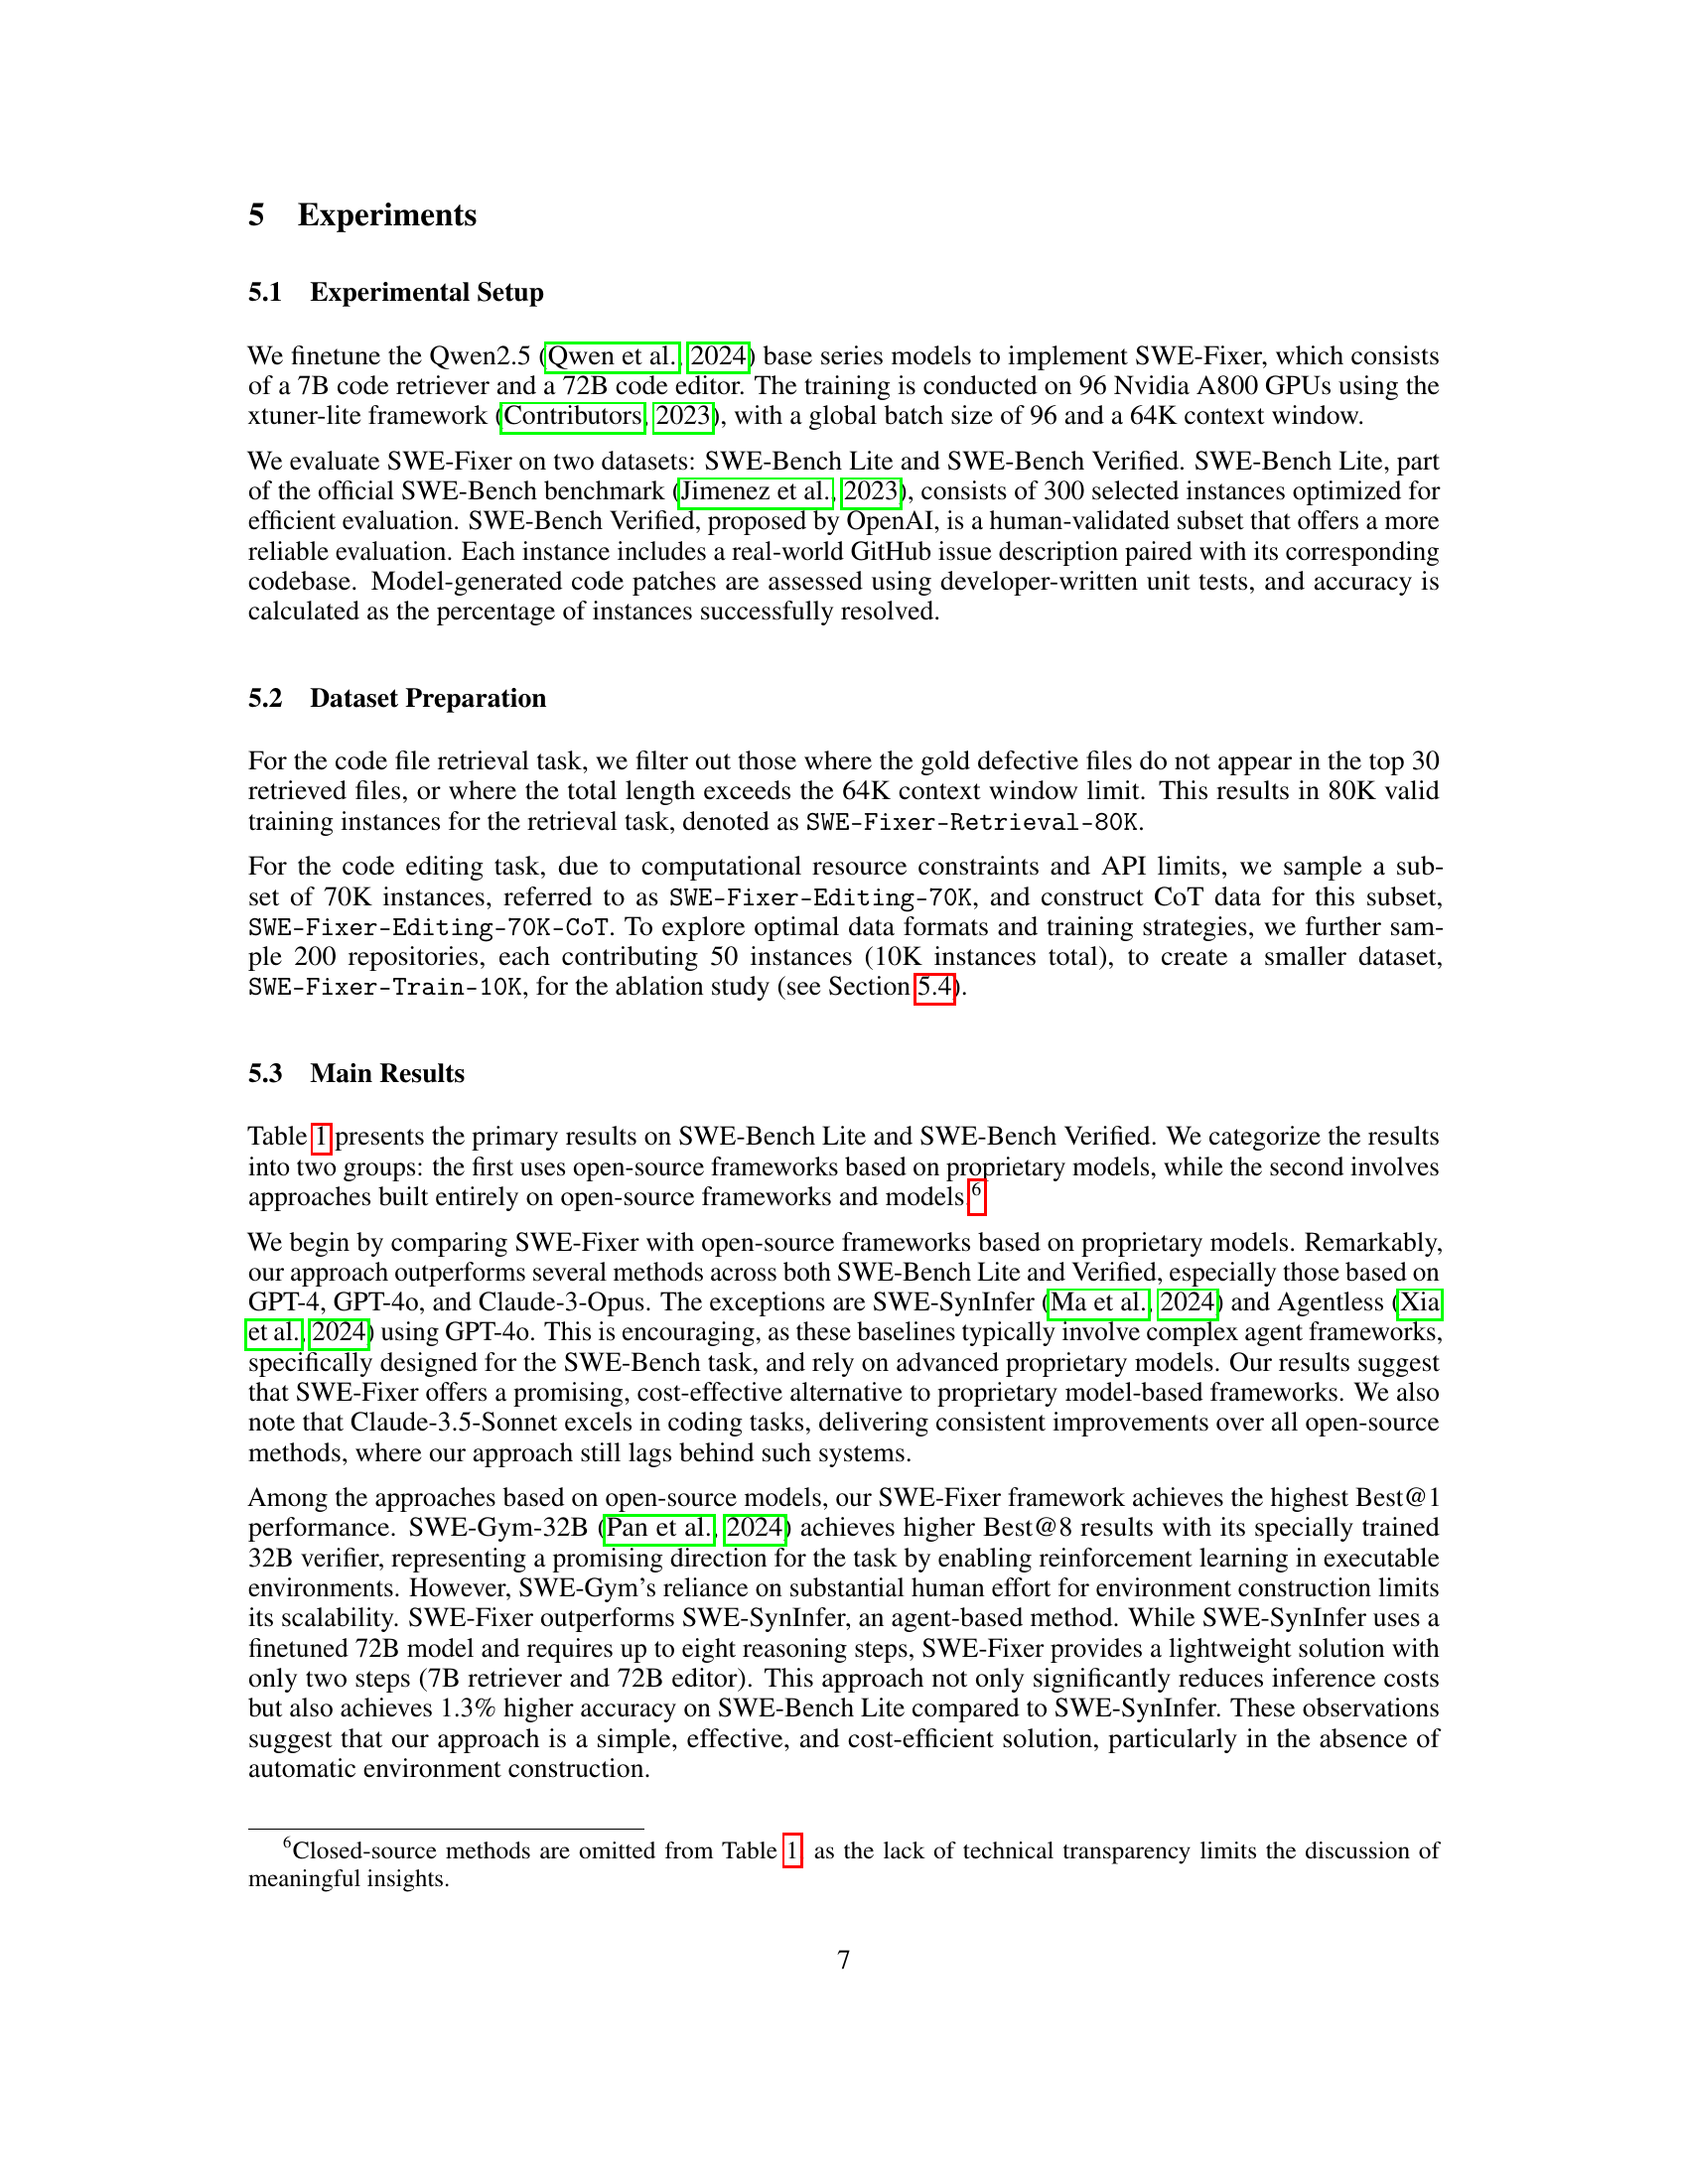 5 Experiments
5.1 Experimental Setup
We finetune the Qwen2.5 (Qwen et al., 2024) base series models to implement SWE-Fixer, which consists
of a 7B code retriever and a 72B code editor. The training is conducted on 96 Nvidia A800 GPUs using the
xtuner-lite framework (Contributors, 2023), with a global batch size of 96 and a 64K context window.
We evaluate SWE-Fixer on two datasets: SWE-Bench Lite and SWE-Bench Verified. SWE-Bench Lite, part
of the official SWE-Bench benchmark (Jimenez et al., 2023), consists of 300 selected instances optimized for
efficient evaluation. SWE-Bench Verified, proposed by OpenAI, is a human-validated subset that offers a more
reliable evaluation. Each instance includes a real-world GitHub issue description paired with its corresponding
codebase. Model-generated code patches are assessed using developer-written unit tests, and accuracy is
calculated as the percentage of instances successfully resolved.
5.2 Dataset Preparation
For the code file retrieval task, we filter out those where the gold defective files do not appear in the top 30
retrieved files, or where the total length exceeds the 64K context window limit. This results in 80K valid
training instances for the retrieval task, denoted as SWE-Fixer-Retrieval-80K.
For the code editing task, due to computational resource constraints and API limits, we sample a sub-
set of 70K instances, referred to as SWE-Fixer-Editing-70K, and construct CoT data for this subset,
SWE-Fixer-Editing-70K-CoT. To explore optimal data formats and training strategies, we further sam-
ple 200 repositories, each contributing 50 instances (10K instances total), to create a smaller dataset,
SWE-Fixer-Train-10K, for the ablation study (see Section 5.4).
5.3 Main Results
Table 1 presents the primary results on SWE-Bench Lite and SWE-Bench Verified. We categorize the results
into two groups: the first uses open-source frameworks based on proprietary models, while the second involves
approaches built entirely on open-source frameworks and models.6
We begin by comparing SWE-Fixer with open-source frameworks based on proprietary models. Remarkably,
our approach outperforms several methods across both SWE-Bench Lite and Verified, especially those based on
GPT-4, GPT-4o, and Claude-3-Opus. The exceptions are SWE-SynInfer (Ma et al., 2024) and Agentless (Xia
et al., 2024) using GPT-4o. This is encouraging, as these baselines typically involve complex agent frameworks,
specifically designed for the SWE-Bench task, and rely on advanced proprietary models. Our results suggest
that SWE-Fixer offers a promising, cost-effective alternative to proprietary model-based frameworks. We also
note that Claude-3.5-Sonnet excels in coding tasks, delivering consistent improvements over all open-source
methods, where our approach still lags behind such systems.
Among the approaches based on open-source models, our SWE-Fixer framework achieves the highest Best@1
performance. SWE-Gym-32B (Pan et al., 2024) achieves higher Best@8 results with its specially trained
32B verifier, representing a promising direction for the task by enabling reinforcement learning in executable
environments. However, SWE-Gym's reliance on substantial human effort for environment construction limits
its scalability. SWE-Fixer outperforms SWE-SynInfer, an agent-based method. While SWE-SynInfer uses a
finetuned 72B model and requires up to eight reasoning steps, SWE-Fixer provides a lightweight solution with
only two steps (7B retriever and 72B editor). This approach not only significantly reduces inference costs
but also achieves 1.3% higher accuracy on SWE-Bench Lite compared to SWE-SynInfer. These observations
suggest that our approach is a simple, effective, and cost-efficient solution, particularly in the absence of
automatic environment construction.
6Closed-source methods are omitted from Table 1, as the lack of technical transparency limits the discussion of
meaningful insights.
7